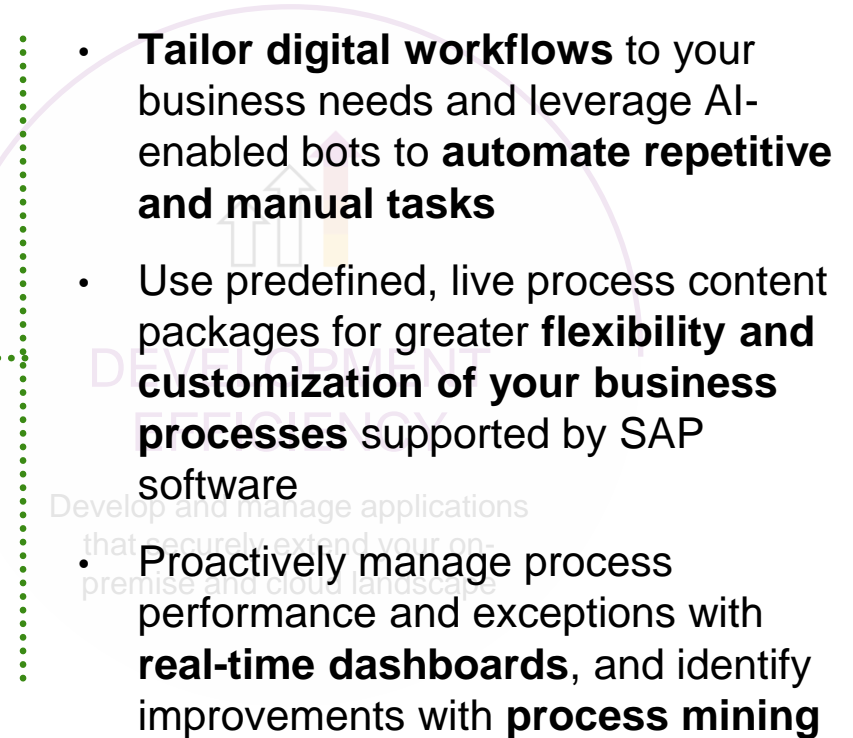 • Tailor digital workflows to your
business needs and leverage AI-
enabled bots to automate repetitive
and manual tasks
• Use predefined, live process content
packages for greater flexibility and
customization of your business
processes supported by SAP
software
• Proactively manage process
performance and exceptions with
real-time dashboards, and identify
improvements with process mining
DEVELOPMENT
EFFICIENCY
Develop and manage applications
that securely extend your on-
premise and cloud landscape